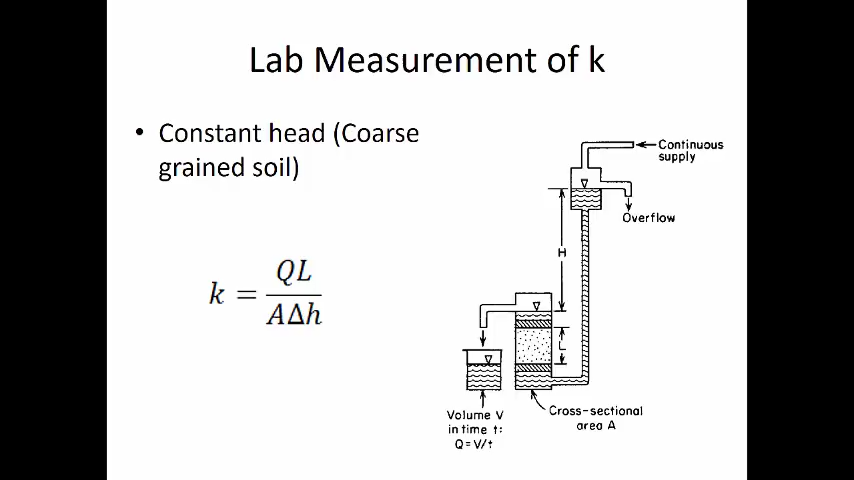 Lab Measurement of k
• Constant head (Coarse
grained soil)
k = QL / AΔh
Continuous
supply
Overflow
H
L
Volume V
in time t:
Q = V/t
Cross-sectional
area A